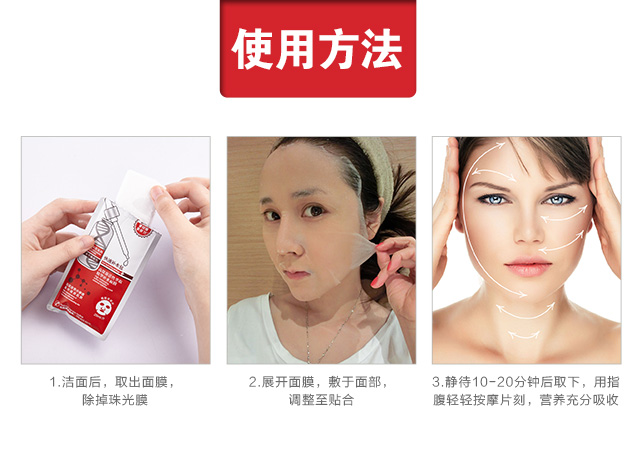 使用方法
1.洁面后，取出面膜，
除掉珠光膜
2.展开面膜，敷于面部，
调整至贴合
3.静待10-20分钟后取下，用指
腹轻轻按摩片刻，营养充分吸收